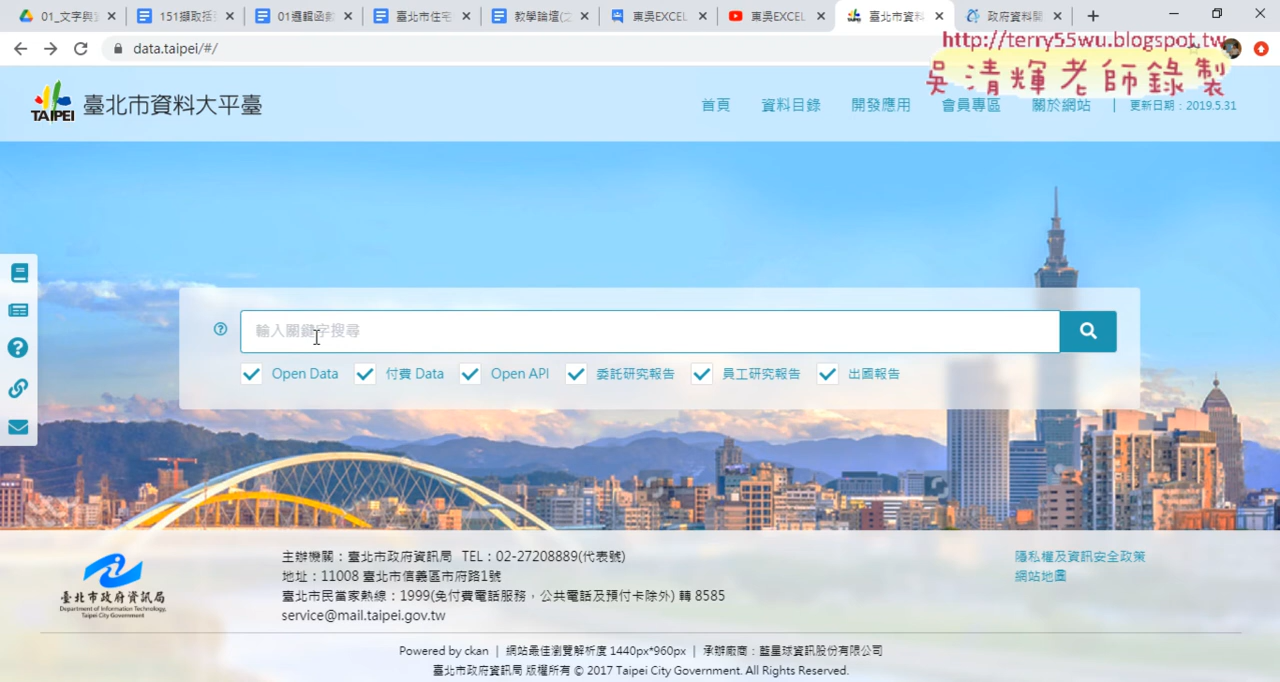 151擷取括
01邏輯函數
臺北市住宅
教學論壇(
東吳EXCEL
東吳EXCEL
臺北市資料
政府資料開
data.taipei/#/
http://terry55wu.blogspot.tw
吳清輝老師錄製
TAIPEI 臺北市資料大平臺
首頁 資料目錄 開發應用 會員專區 關於網站 | 更新日期：2019.5.31
輸入關鍵字搜尋
Open Data 付費 Data Open API 委託研究報告 員工研究報告 出國報告
臺北市政府資訊局
Department of Information Technology,
Taipei City Government
主辦機關：臺北市政府資訊局 TEL：02-27208889(代表號)
地址：11008 臺北市信義區市府路1號
臺北市民當家熱線：1999(免付費電話服務，公共電話及預付卡除外) 轉 8585
service@mail.taipei.gov.tw
隱私權及資訊安全政策
網站地圖
Powered by ckan | 網站最佳瀏覽解析度 1440px*960px | 承辦廠商：藍星球資訊股份有限公司
臺北市政府資訊局 版權所有 © 2017 Taipei City Government. All Rights Reserved.